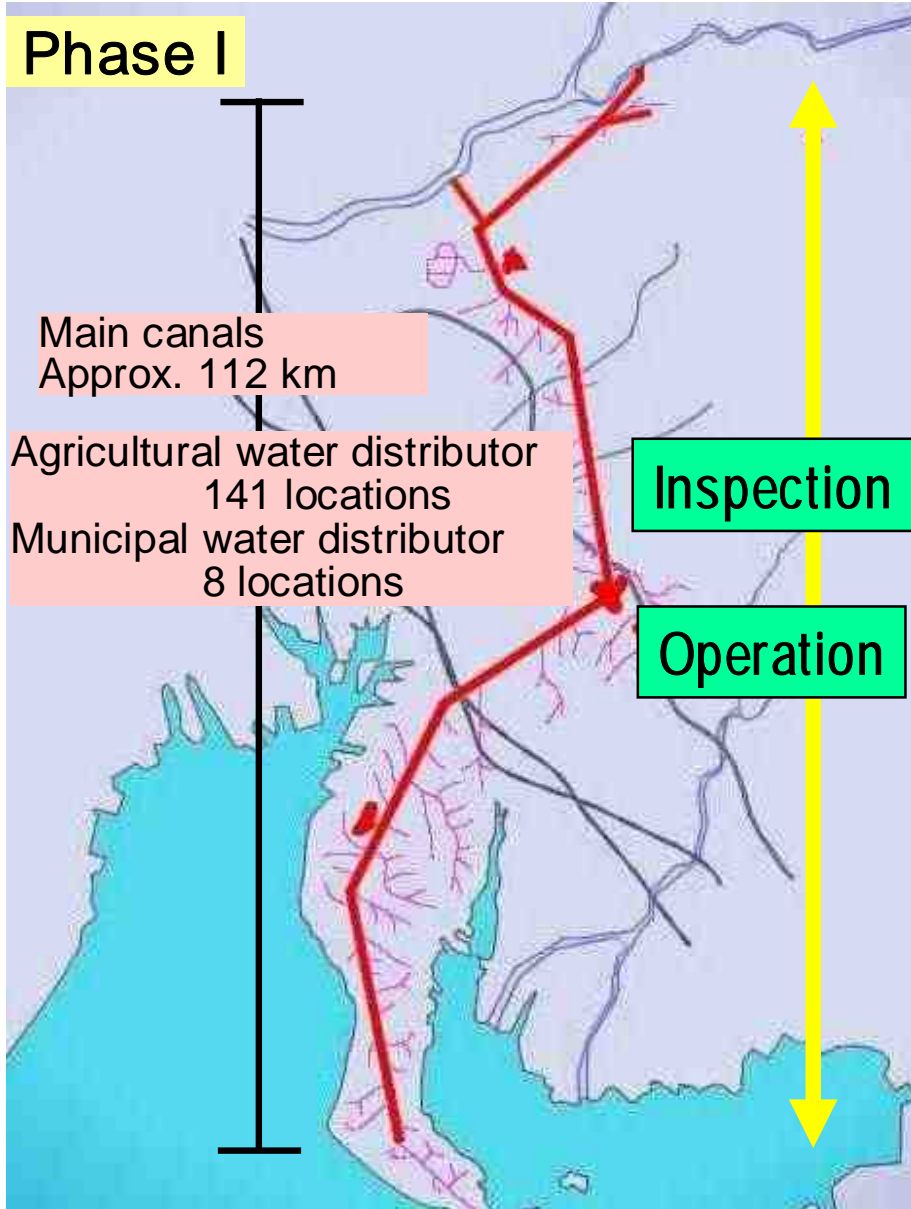 Phase I
Main canals
Approx. 112 km
Agricultural water distributor
141 locations
Municipal water distributor
8 locations
Inspection
Operation